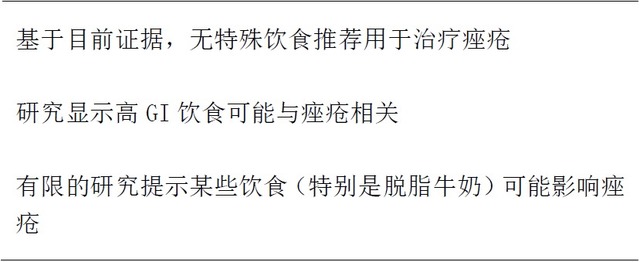 基于目前证据，无特殊饮食推荐用于治疗痤疮
研究显示高 GI 饮食可能与痤疮相关
有限的研究提示某些饮食（特别是脱脂牛奶）可能影响痤
疮